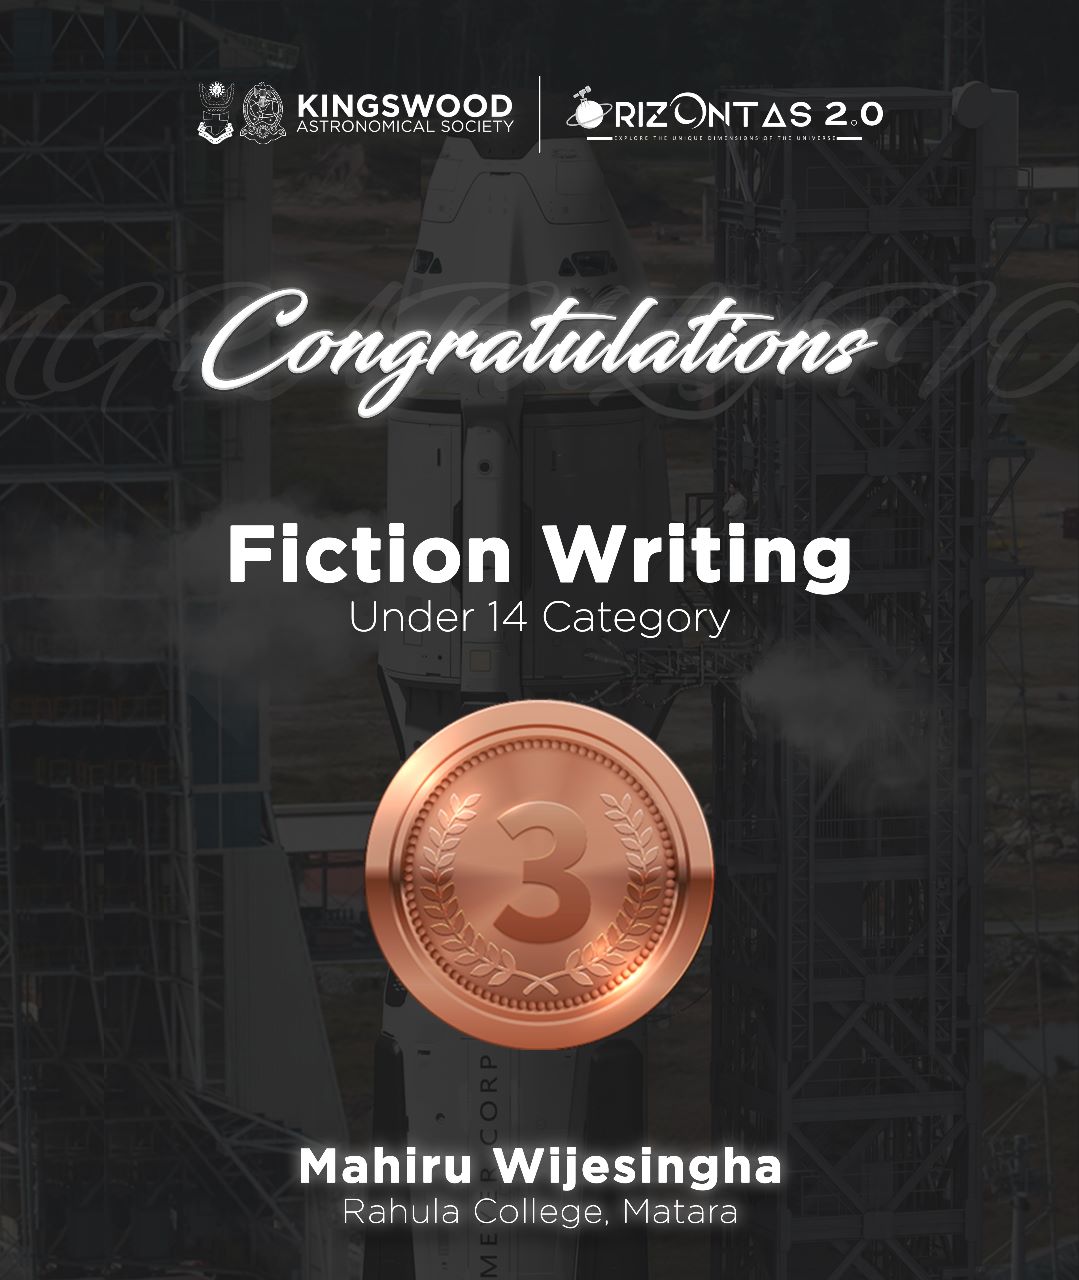 KINGSWOOD
ASTRONOMICAL SOCIETY
ORIZONTAS 2.0
EXPLORE THE UNIQUE DIMENSIONS OF THE UNIVERSE
Congratulations
Fiction Writing
Under 14 Category
3
Mahiru Wijesingha
Rahula College, Matara